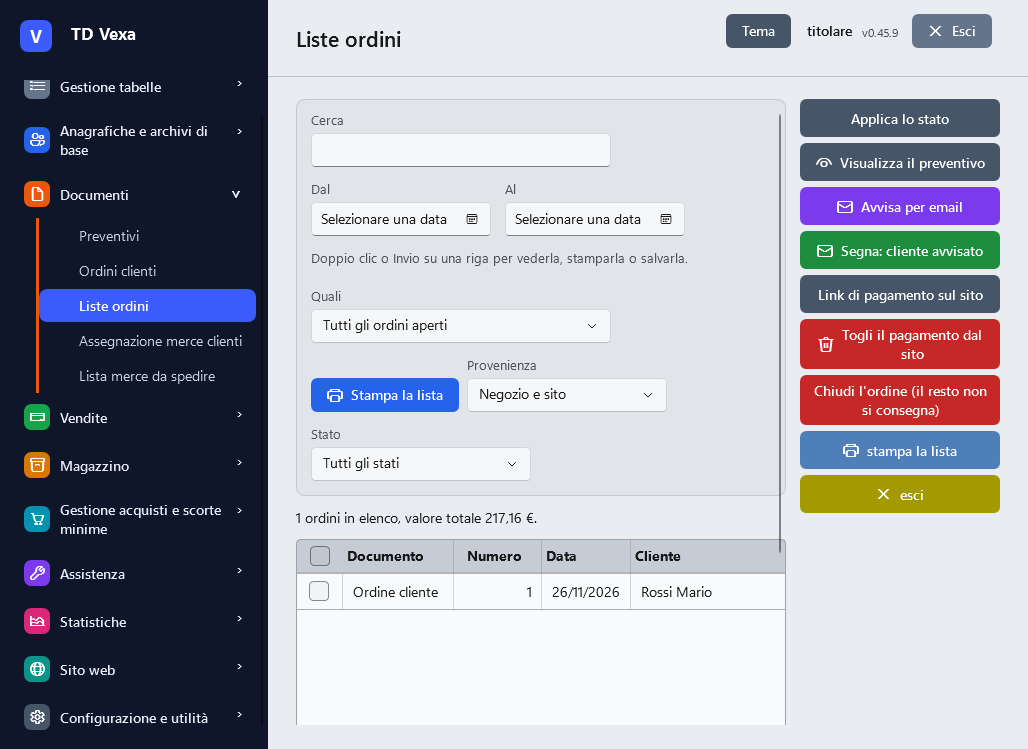 V
TD Vexa
Gestione tabelle
Anagrafiche e archivi di
base
Documenti
Preventivi
Ordini clienti
Liste ordini
Assegnazione merce clienti
Lista merce da spedire
Vendite
Magazzino
Gestione acquisti e scorte
minime
Assistenza
Statistiche
Sito web
Configurazione e utilità
Liste ordini
Tema
titolare
v0.45.9
Esci
Cerca
Dal
Al
Selezionare una data
Selezionare una data
Doppio clic o Invio su una riga per vederla, stamparla o salvarla.
Quali
Tutti gli ordini aperti
Provenienza
Stampa la lista
Negozio e sito
Stato
Tutti gli stati
1 ordini in elenco, valore totale 217,16 €.
Documento Numero Data Cliente
Ordine cliente 1 26/11/2026 Rossi Mario
Applica lo stato
Visualizza il preventivo
Avvisa per email
Segna: cliente avvisato
Link di pagamento sul sito
Togli il pagamento dal
sito
Chiudi l'ordine (il resto non
si consegna)
stampa la lista
esci